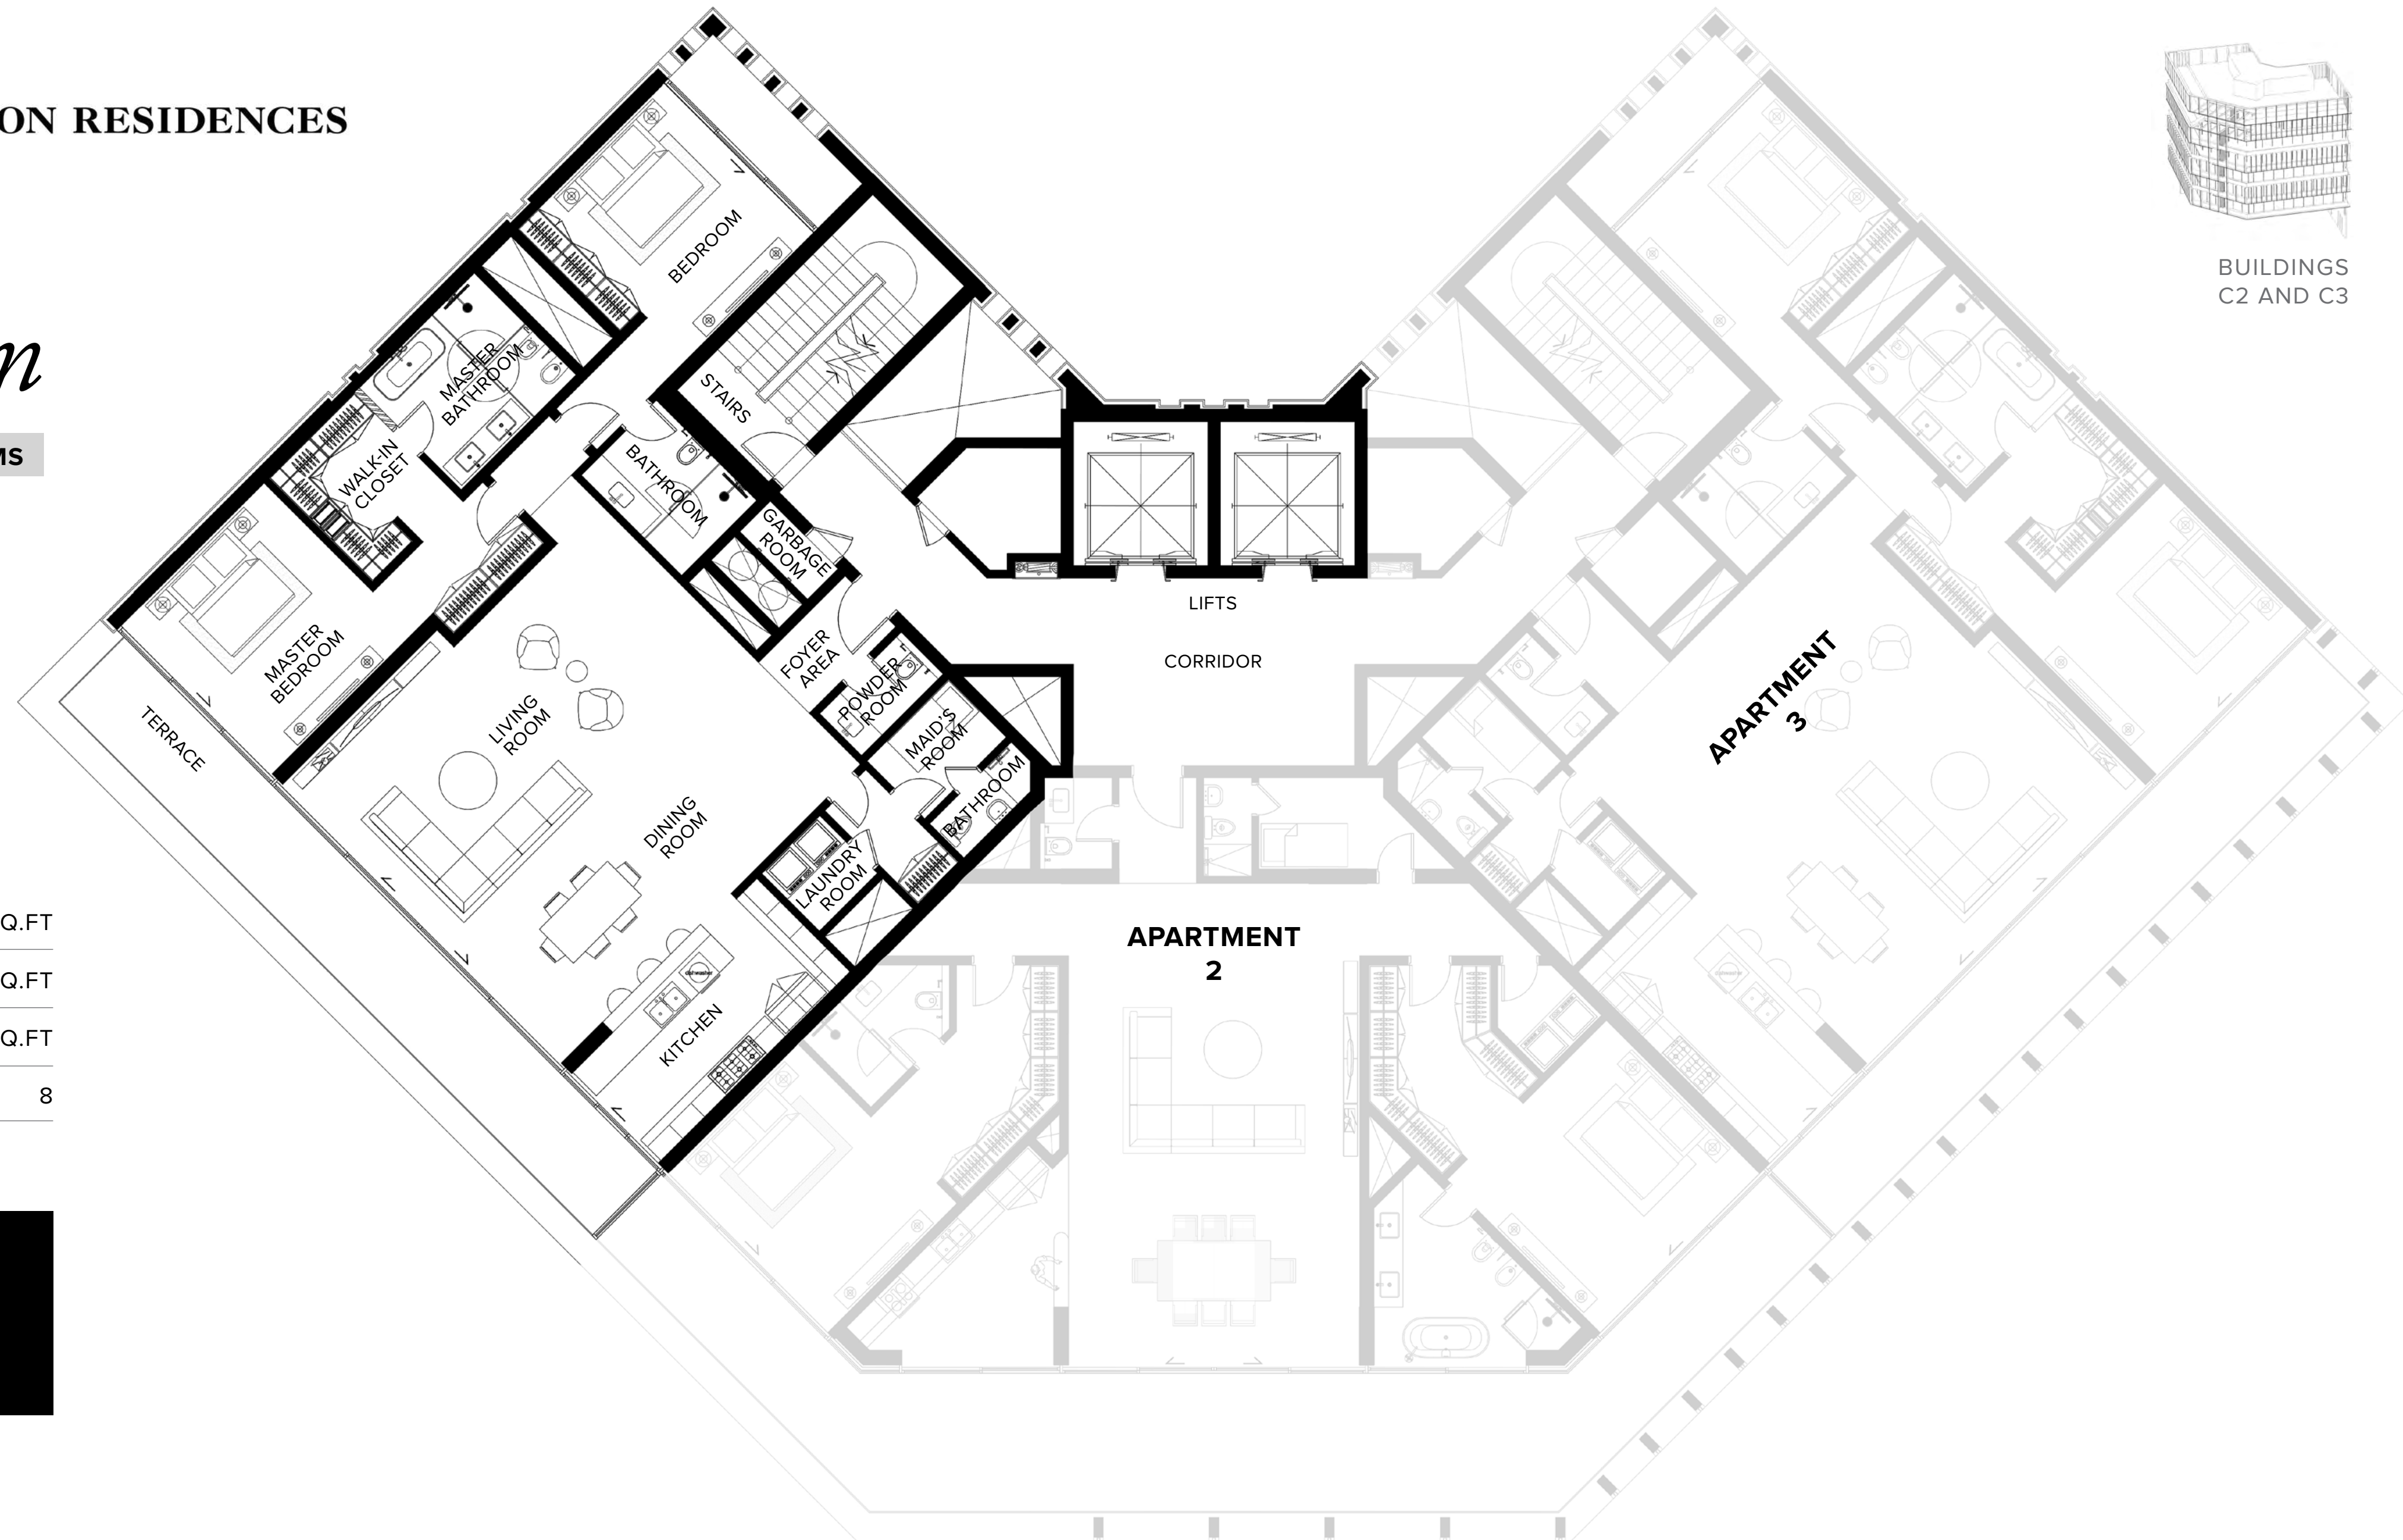 ON RESIDENCES
BUILDINGS
C2 AND C3
n
MS
BEDROOM
MASTER
BATHROOM
STAIRS
WALK-IN
CLOSET
BATHROOM
GARBAGE
ROOM
LIFTS
CORRIDOR
FOYER
AREA
POWDER
ROOM
MASTER
BEDROOM
MAID'S
ROOM
APARTMENT
3
TERRACE
LIVING
ROOM
BATHROOM
DINING
ROOM
LAUNDRY
ROOM
Q.FT
APARTMENT
2
dishwasher
Q.FT
KITCHEN
Q.FT
8